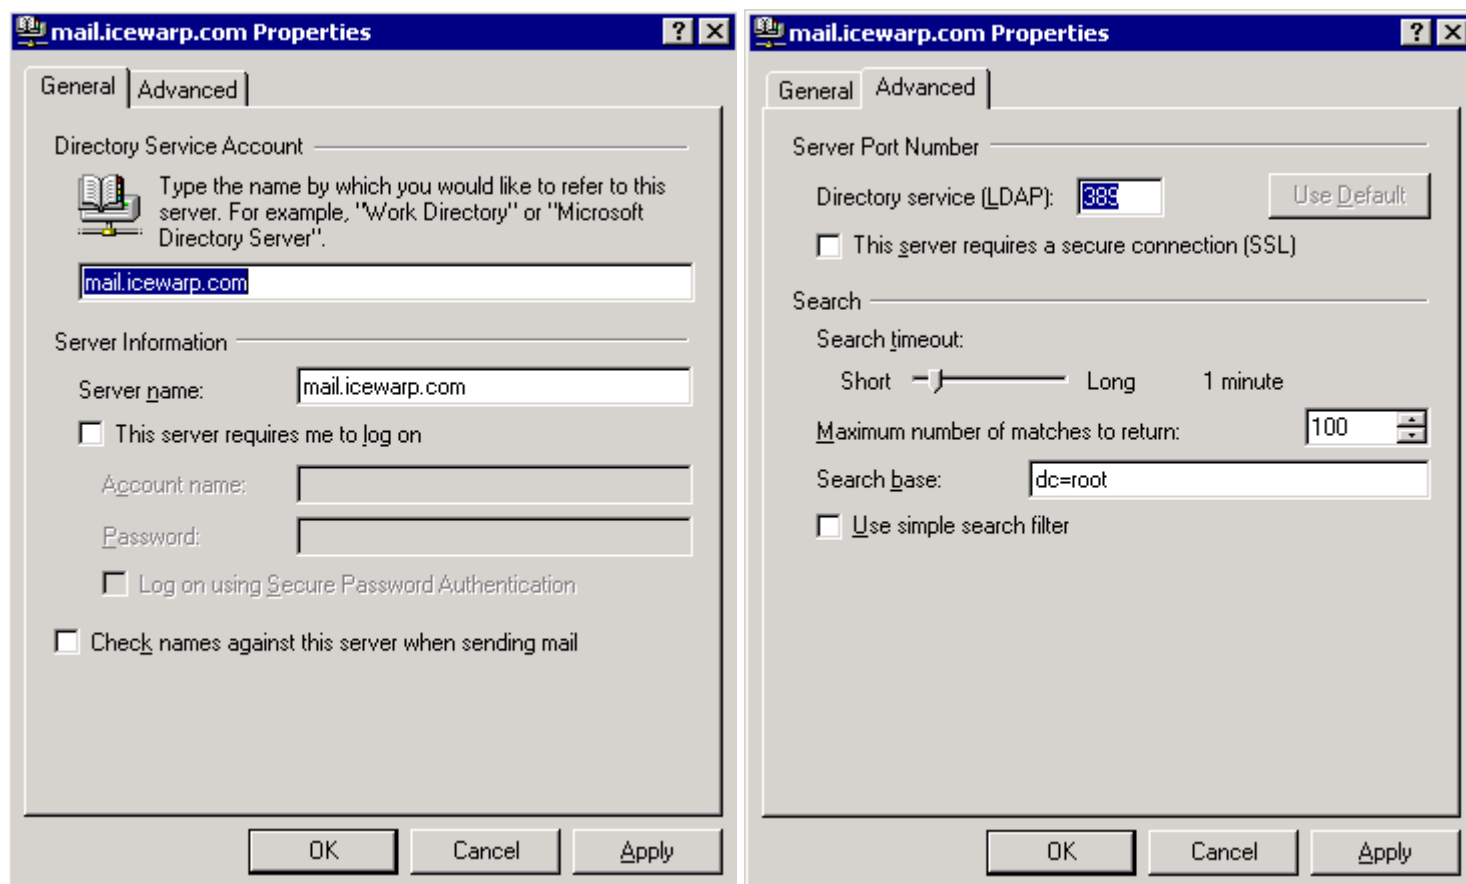 mail.icewarp.com Properties
General
Advanced
Directory Service Account
Type the name by which you would like to refer to this
server. For example, "Work Directory" or "Microsoft
Directory Server".
mail.icewarp.com
Server Information
Server name:
mail.icewarp.com
This server requires me to log on
Account name:
Password:
Log on using Secure Password Authentication
Check names against this server when sending mail
OK
Cancel
Apply
mail.icewarp.com Properties
General
Advanced
Server Port Number
Directory service (LDAP):
389
Use Default
This server requires a secure connection (SSL)
Search
Search timeout:
Short
Long
1 minute
Maximum number of matches to return:
100
Search base:
dc=root
Use simple search filter
OK
Cancel
Apply